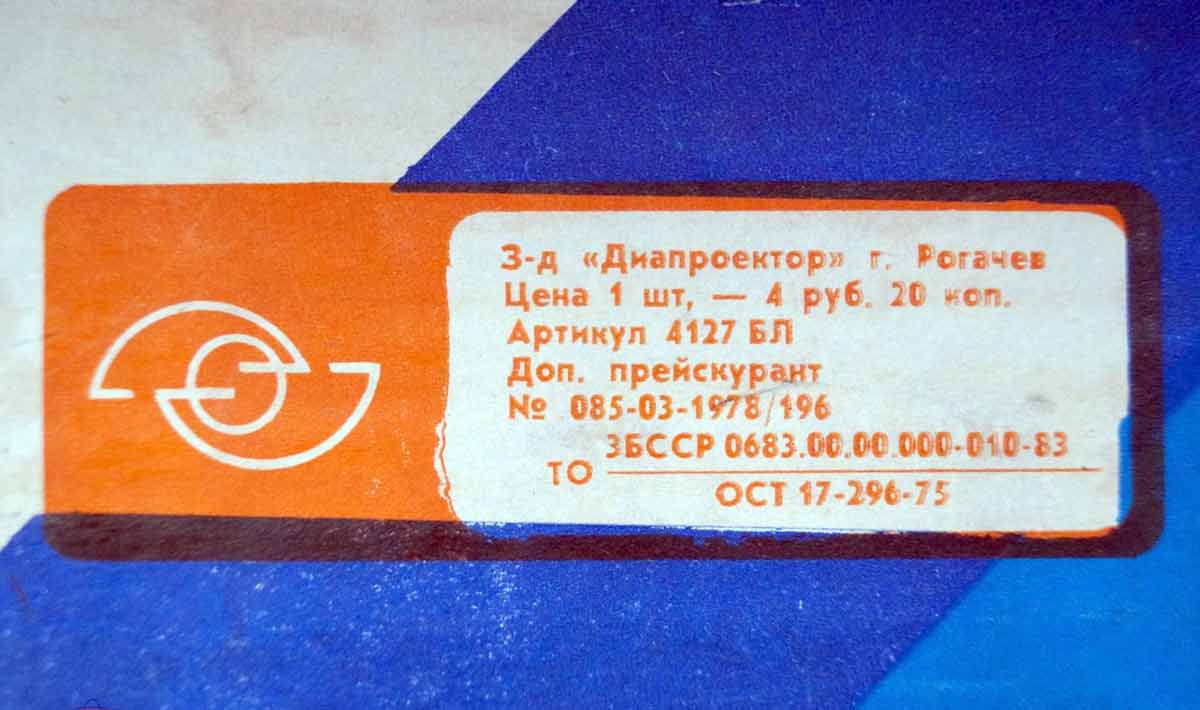 З-д «Диапроектор» г. Рогачев
Цена 1 шт, — 4 руб. 20 коп.
Артикул 4127 БЛ
Доп. прейскурант
№ 085-03-1978/196
ТО ЗБССР 0683.00.00.000-010-83
ОСТ 17-296-75